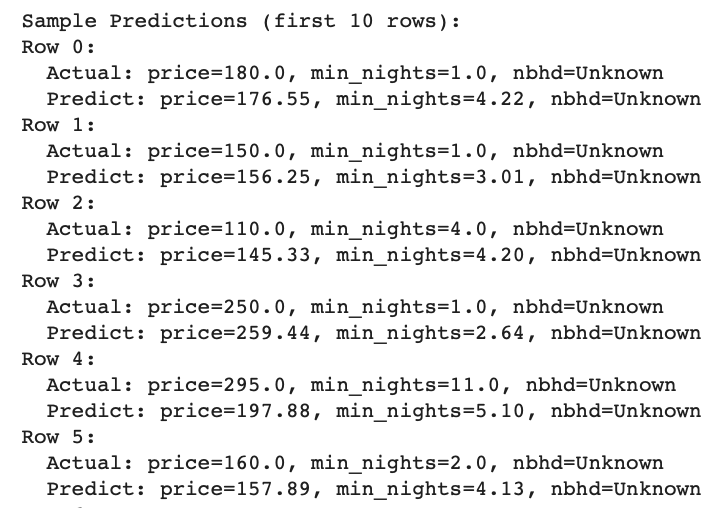 Sample Predictions (first 10 rows):
Row 0:
Actual: price=180.0, min_nights=1.0, nbhd=Unknown
Predict: price=176.55, min_nights=4.22, nbhd=Unknown
Row 1:
Actual: price=150.0, min_nights=1.0, nbhd=Unknown
Predict: price=156.25, min_nights=3.01, nbhd=Unknown
Row 2:
Actual: price=110.0, min_nights=4.0, nbhd=Unknown
Predict: price=145.33, min_nights=4.20, nbhd=Unknown
Row 3:
Actual: price=250.0, min_nights=1.0, nbhd=Unknown
Predict: price=259.44, min_nights=2.64, nbhd=Unknown
Row 4:
Actual: price=295.0, min_nights=11.0, nbhd=Unknown
Predict: price=197.88, min_nights=5.10, nbhd=Unknown
Row 5:
Actual: price=160.0, min_nights=2.0, nbhd=Unknown
Predict: price=157.89, min_nights=4.13, nbhd=Unknown